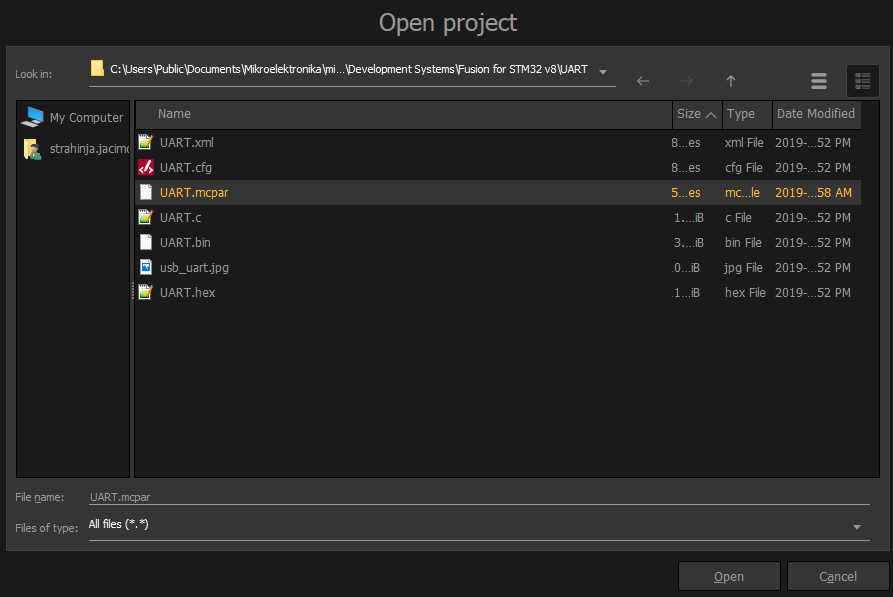 Open project
Look in: C:\Users\Public\Documents\Mikroelektronika\mi...\Development Systems\Fusion for STM32 v8\UART
My Computer
strahinja.jacimo
Name Size Type Date Modified
UART.xml 8...es xml File 2019-...52 PM
UART.cfg 8...es cfg File 2019-...52 PM
UART.mcpar 5...es mc...le 2019-...58 AM
UART.c 1....iB c File 2019-...52 PM
UART.bin 3....iB bin File 2019-...52 PM
usb_uart.jpg .0...iB jpg File 2019-...52 PM
UART.hex .1...iB hex File 2019-...52 PM
File name: UART.mcpar
Files of type: All files (*.*)
Open Cancel